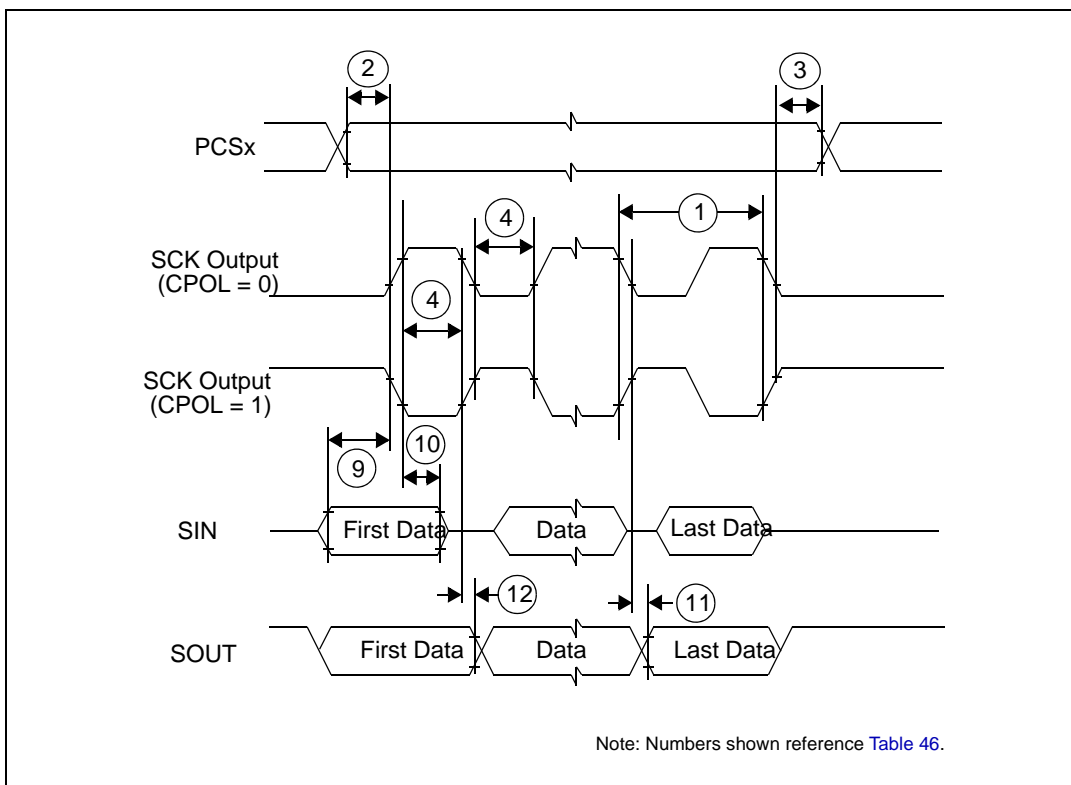 2
3
PCSx
4
1
SCK Output
(CPOL = 0)
4
SCK Output
(CPOL = 1)
9
10
SIN
First Data
Data
Last Data
12
11
SOUT
First Data
Data
Last Data
Note: Numbers shown reference Table 46.